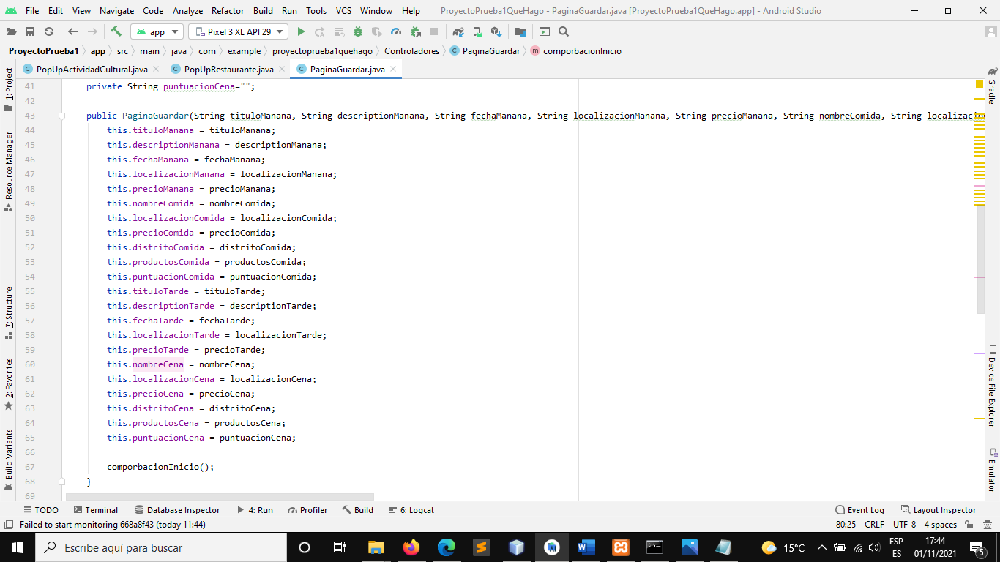 File Edit View Navigate Code Analyze Refactor Build Run Tools VCS Window Help ProyectoPrueba1QueHago - PaginaGuardar.java [ProyectoPrueba1QueHago.app] - Android Studio
app Pixel 3 XL API 29
ProyectoPrueba1 app src main java com example proyectoprueba1quehago Controladores PaginaGuardar comporbacionInicio
PopUpActividadCultural.java PopUpRestaurante.java PaginaGuardar.java
1: Project
Resource Manager
7: Structure
2: Favorites
Build Variants
41 private String puntuacionCena="";
42
43 public PaginaGuardar(String tituloManana, String descriptionManana, String fechaManana, String localizacionManana, String precioManana, String nombreComida, String localizacion
44 this.tituloManana = tituloManana;
45 this.descriptionManana = descriptionManana;
46 this.fechaManana = fechaManana;
47 this.localizacionManana = localizacionManana;
48 this.precioManana = precioManana;
49 this.nombreComida = nombreComida;
50 this.localizacionComida = localizacionComida;
51 this.precioComida = precioComida;
52 this.distritoComida = distritoComida;
53 this.productosComida = productosComida;
54 this.puntuacionComida = puntuacionComida;
55 this.tituloTarde = tituloTarde;
56 this.descriptionTarde = descriptionTarde;
57 this.fechaTarde = fechaTarde;
58 this.localizacionTarde = localizacionTarde;
59 this.precioTarde = precioTarde;
60 this.nombreCena = nombreCena;
61 this.localizacionCena = localizacionCena;
62 this.precioCena = precioCena;
63 this.distritoCena = distritoCena;
64 this.productosCena = productosCena;
65 this.puntuacionCena = puntuacionCena;
66
67 comporbacionInicio();
68 }
69
Gradle
Device File Explorer
Emulator
TODO Terminal Database Inspector 4: Run Profiler Build 6: Logcat Event Log Layout Inspector
Failed to start monitoring 668a8f43 (today 11:44) 80:25 CRLF UTF-8 4 spaces
Escribe aquí para buscar 15°C ESP 17:44
ES 01/11/2021 5